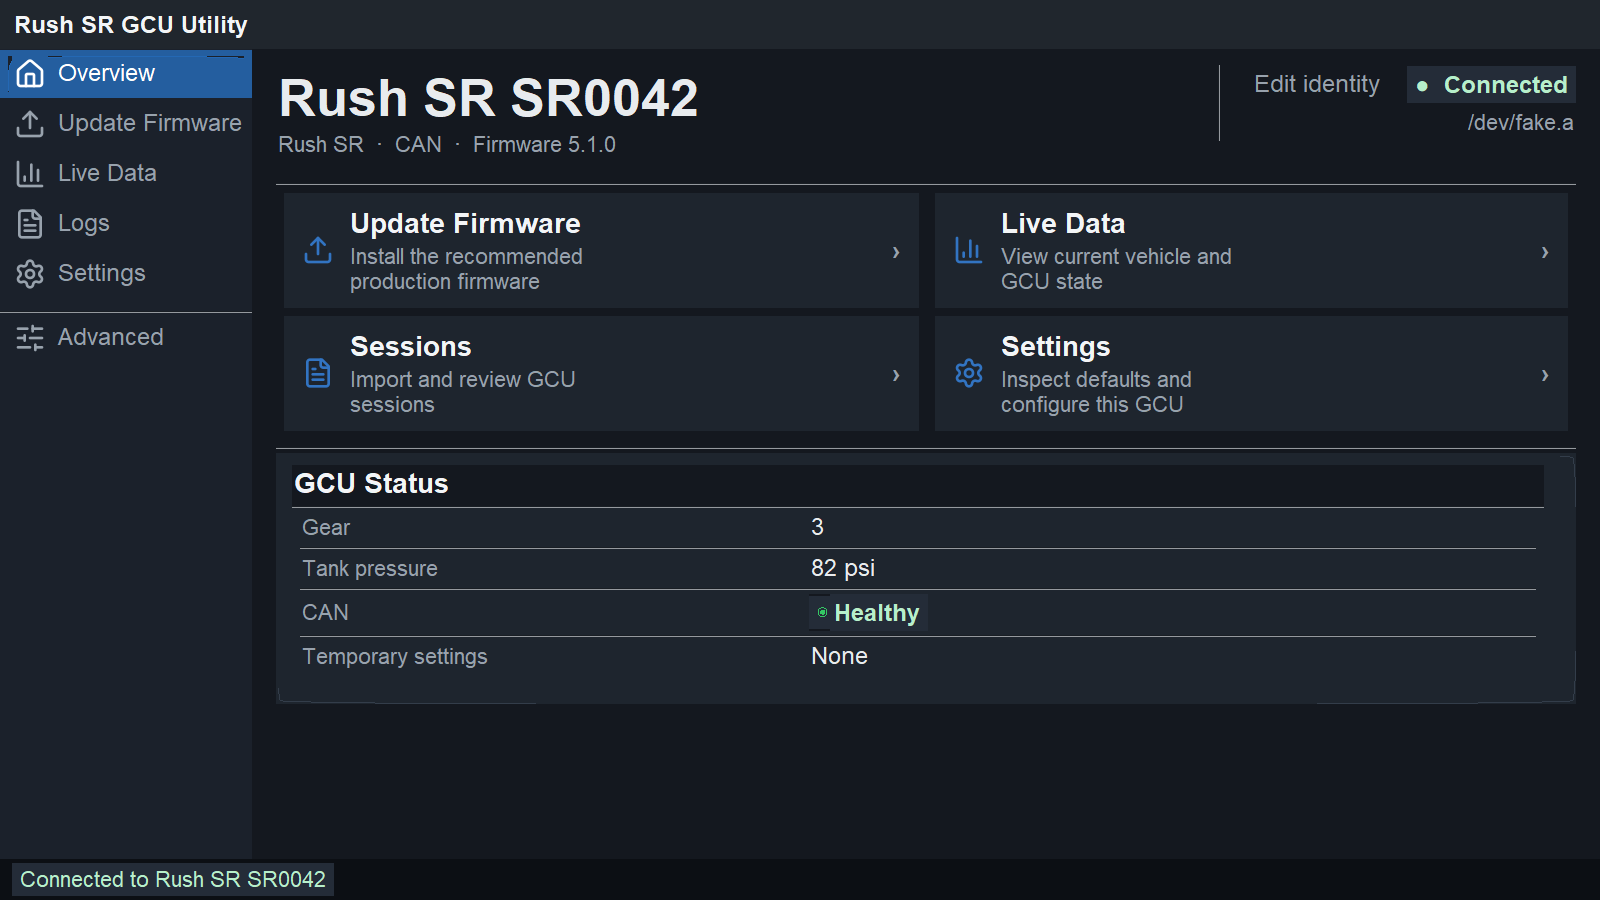 Rush SR GCU Utility
Overview
Update Firmware
Live Data
Logs
Settings
Advanced
Rush SR SR0042
Rush SR · CAN · Firmware 5.1.0
Edit identity
Connected
/dev/fake.a
Update Firmware
Install the recommended
production firmware
Live Data
View current vehicle and
GCU state
Sessions
Import and review GCU
sessions
Settings
Inspect defaults and
configure this GCU
GCU Status
Gear 3
Tank pressure 82 psi
CAN Healthy
Temporary settings None
Connected to Rush SR SR0042